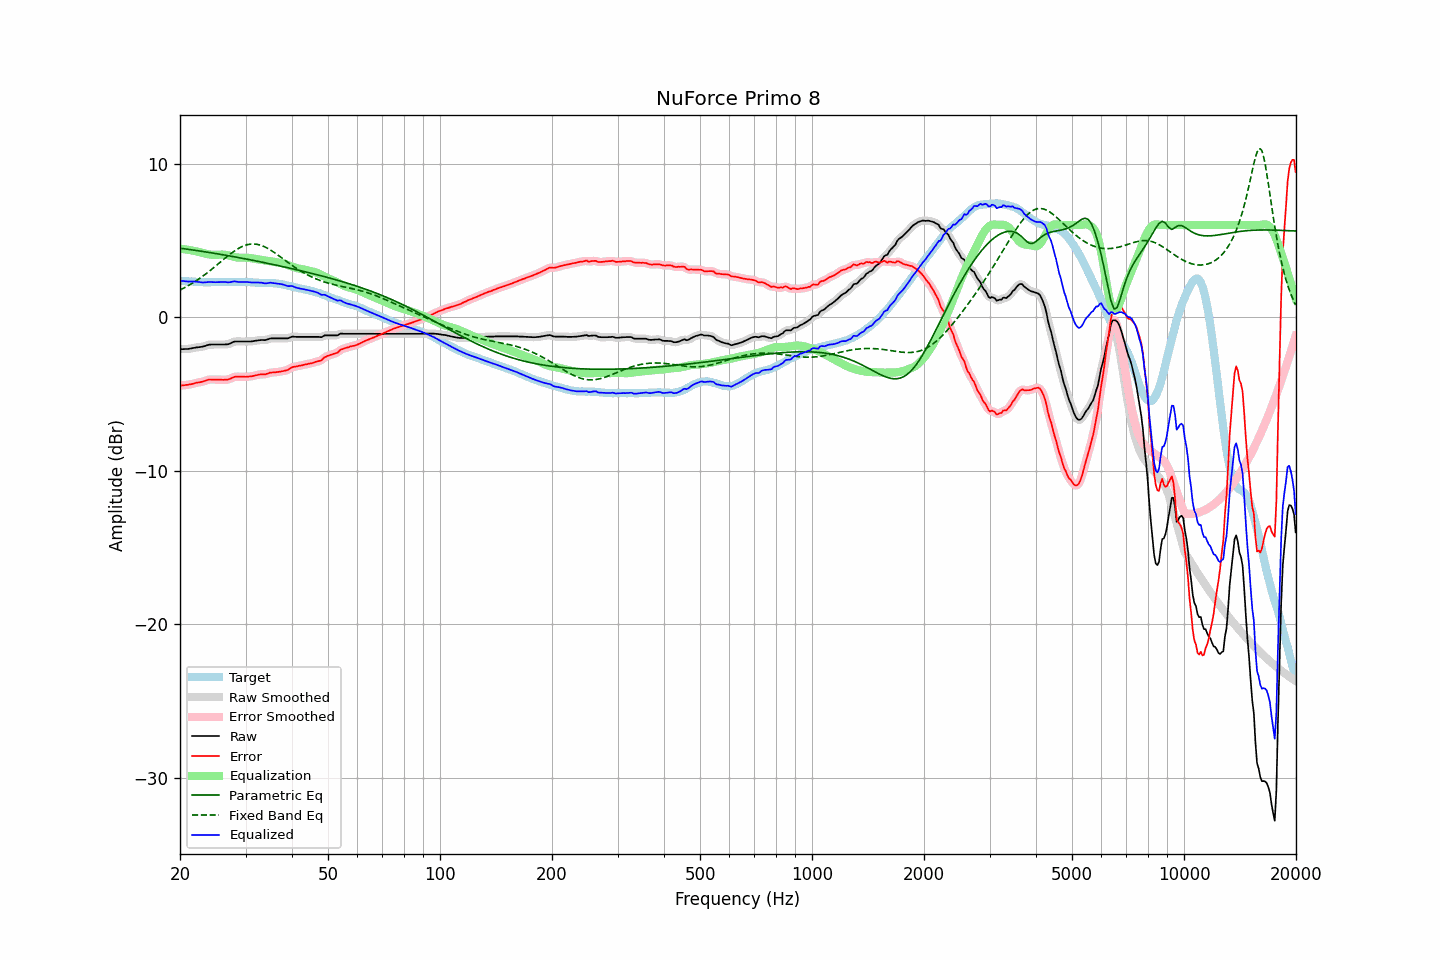 NuForce Primo 8
10
0
−10
−20
−30
Amplitude (dBr)
Target
Raw Smoothed
Error Smoothed
Raw
Error
Equalization
Parametric Eq
Fixed Band Eq
Equalized
20 50 100 200 500 1000 2000 5000 10000 20000
Frequency (Hz)